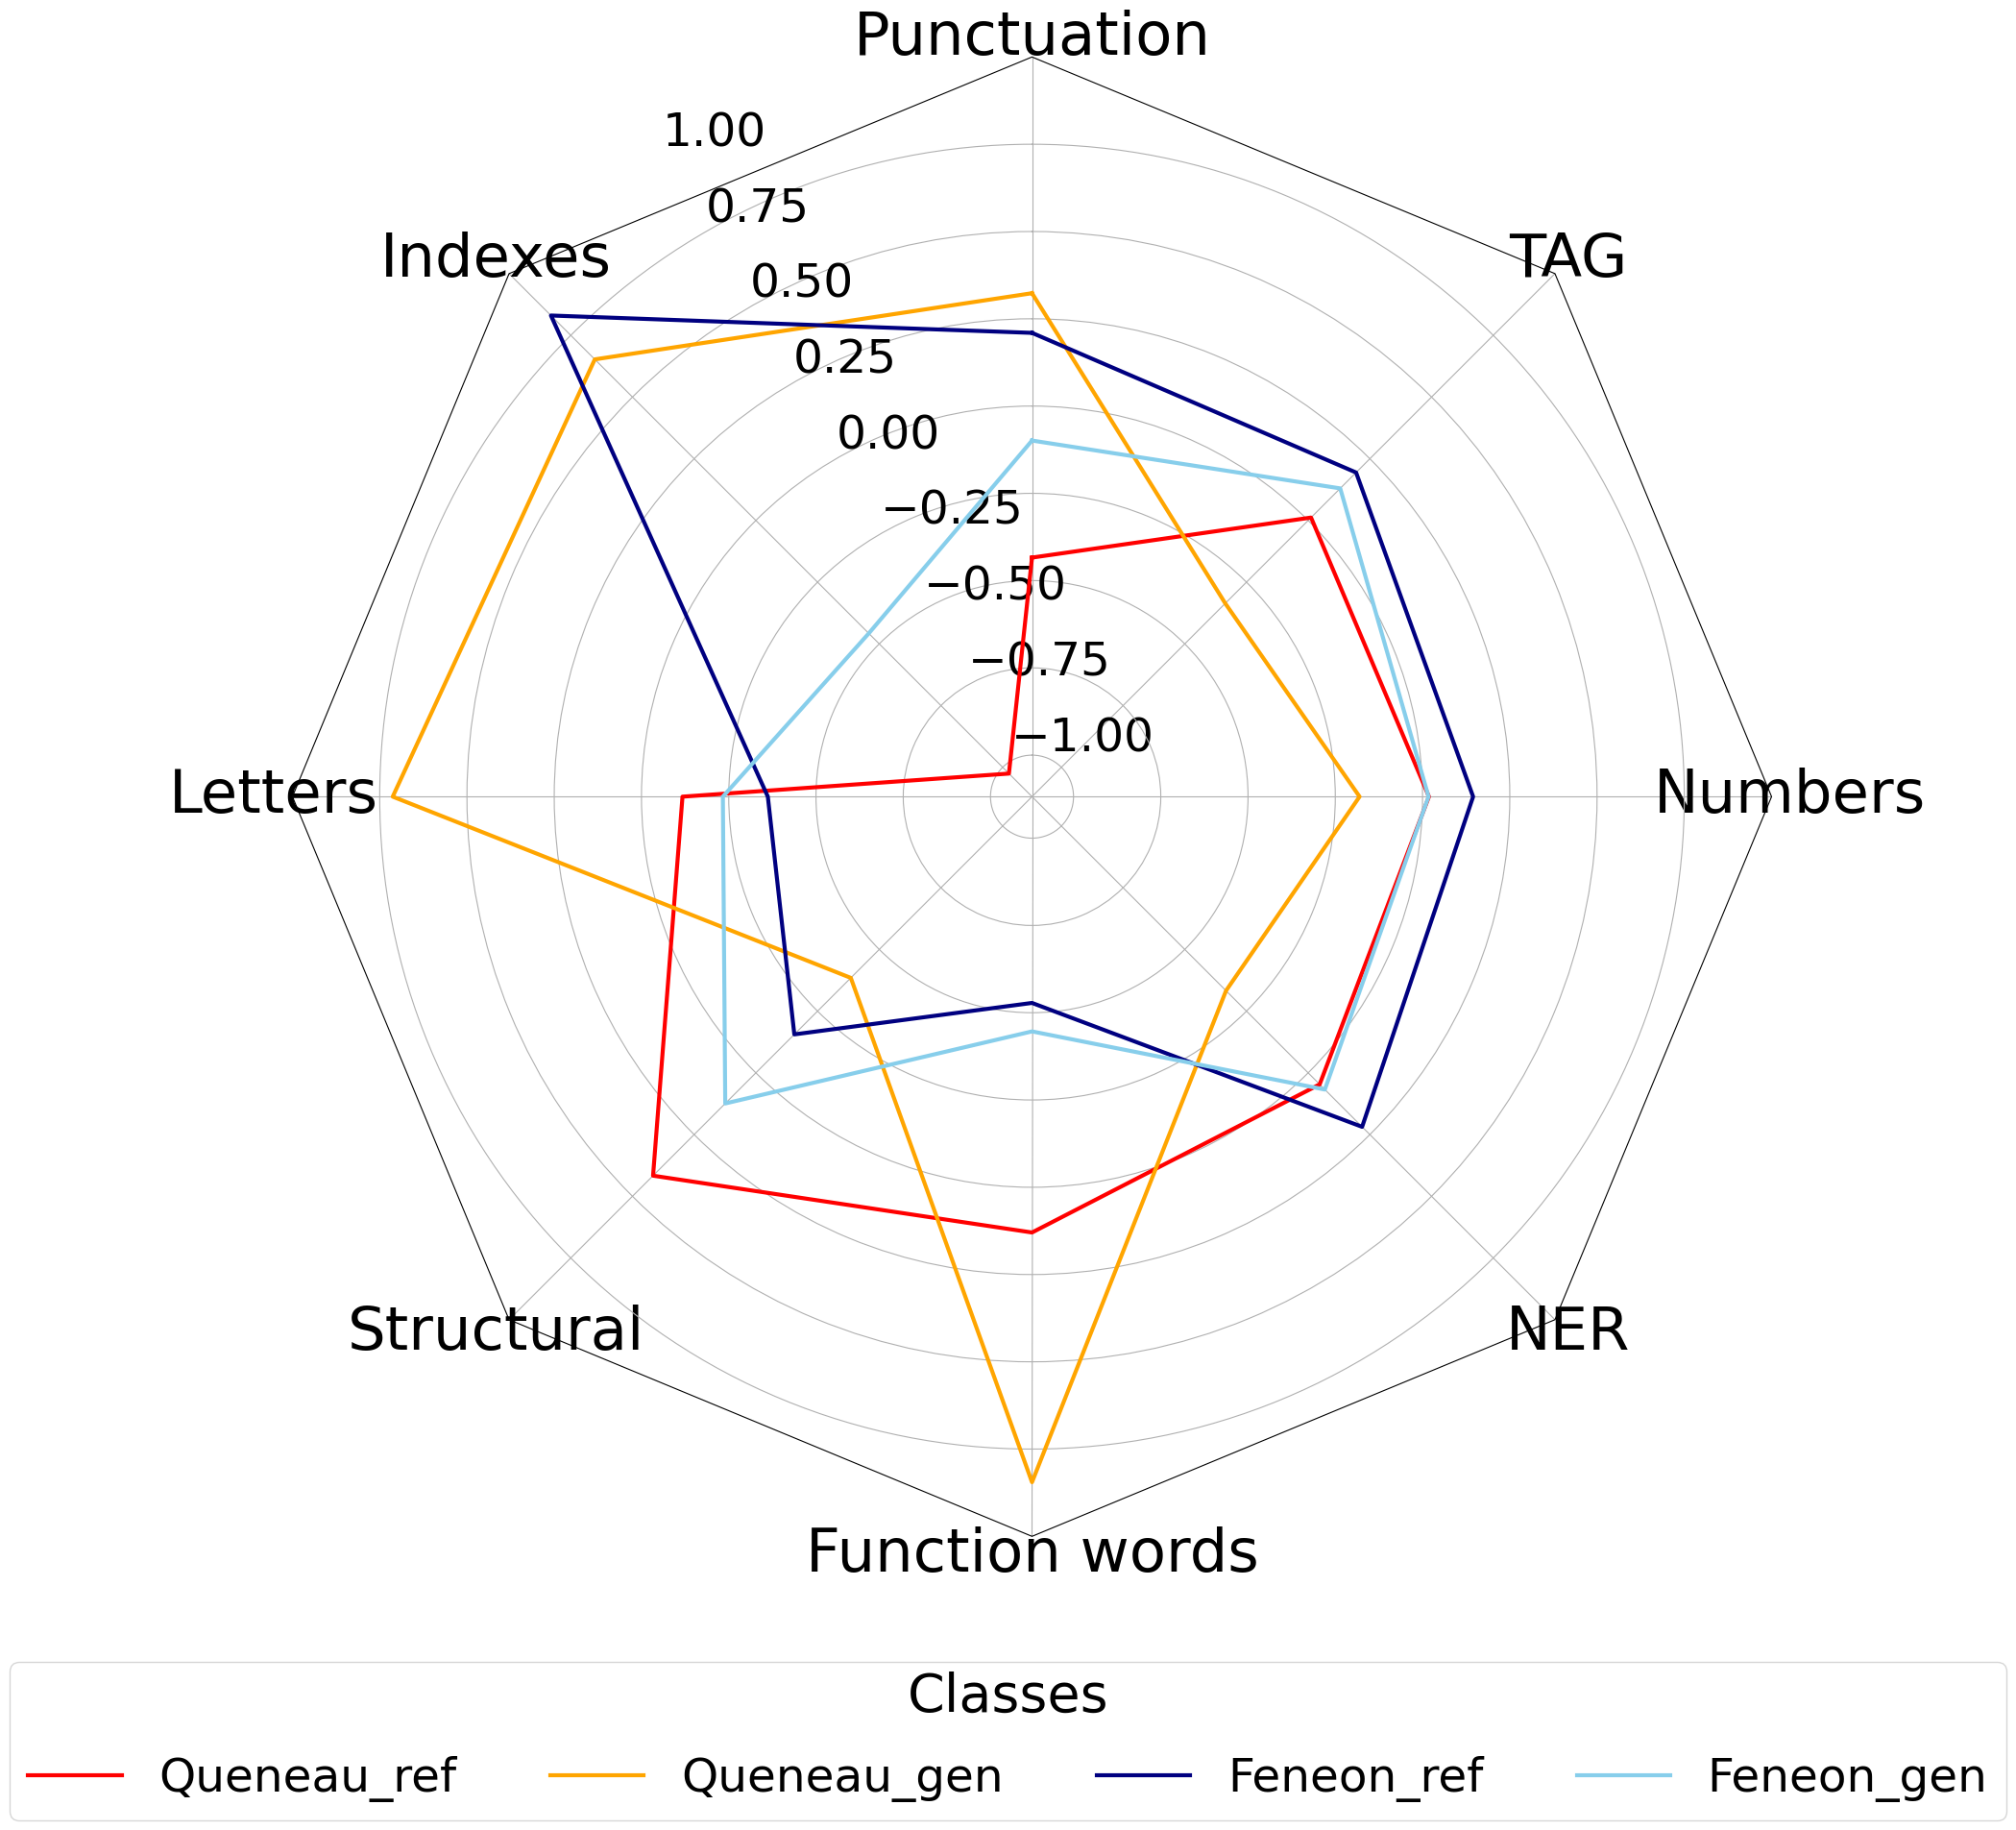 Punctuation
1.00
0.75
Indexes
TAG
0.50
0.25
0.00
−0.25
−0.50
−0.75
−1.00
Letters
Numbers
Structural
NER
Function words
Classes
Queneau_ref
Queneau_gen
Feneon_ref
Feneon_gen